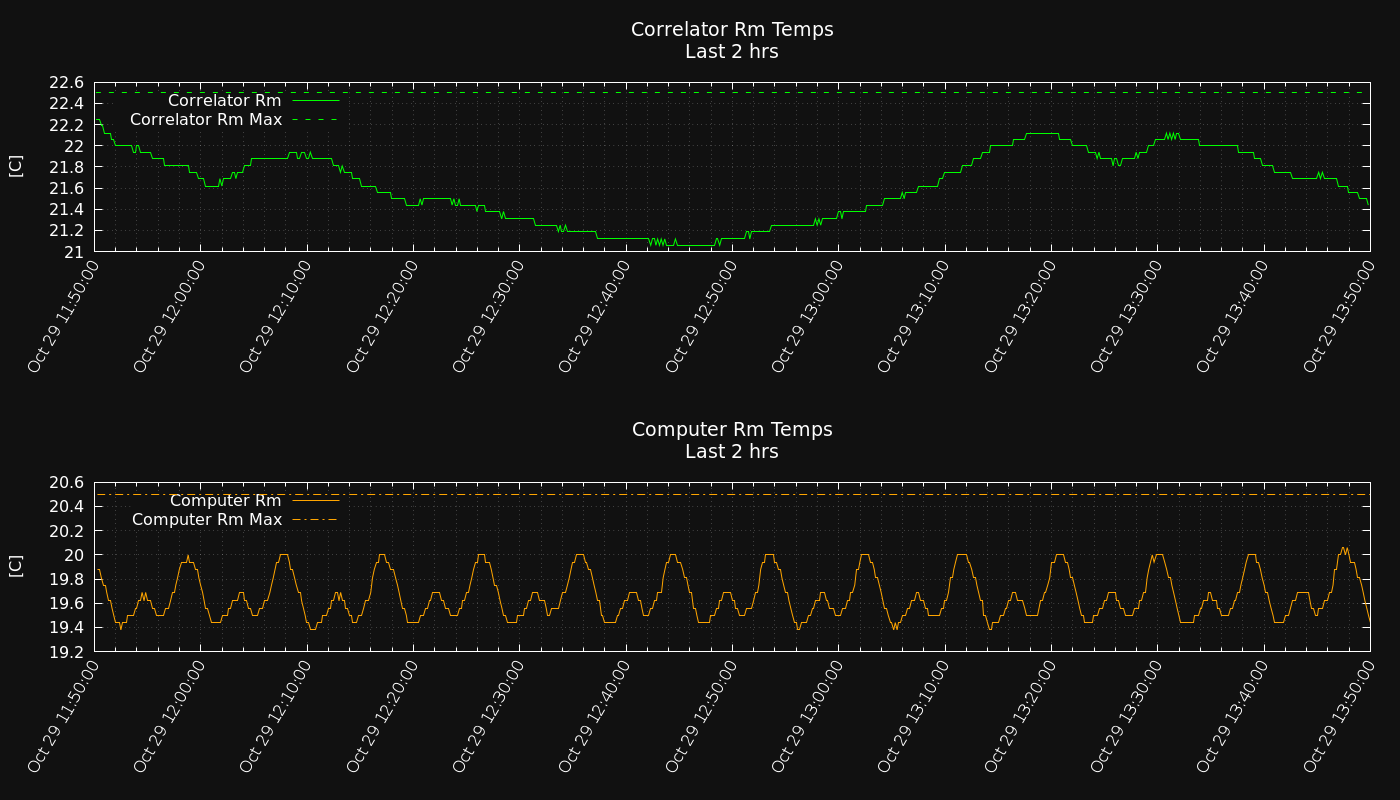 Correlator Rm Temps
Last 2 hrs
22.6
22.4
22.2
22
21.8
21.6
21.4
21.2
21
[C]
Correlator Rm
Correlator Rm Max
Oct 29 11:50:00
Oct 29 12:00:00
Oct 29 12:10:00
Oct 29 12:20:00
Oct 29 12:30:00
Oct 29 12:40:00
Oct 29 12:50:00
Oct 29 13:00:00
Oct 29 13:10:00
Oct 29 13:20:00
Oct 29 13:30:00
Oct 29 13:40:00
Oct 29 13:50:00
Computer Rm Temps
Last 2 hrs
20.6
20.4
20.2
20
19.8
19.6
19.4
19.2
[C]
Computer Rm
Computer Rm Max
Oct 29 11:50:00
Oct 29 12:00:00
Oct 29 12:10:00
Oct 29 12:20:00
Oct 29 12:30:00
Oct 29 12:40:00
Oct 29 12:50:00
Oct 29 13:00:00
Oct 29 13:10:00
Oct 29 13:20:00
Oct 29 13:30:00
Oct 29 13:40:00
Oct 29 13:50:00